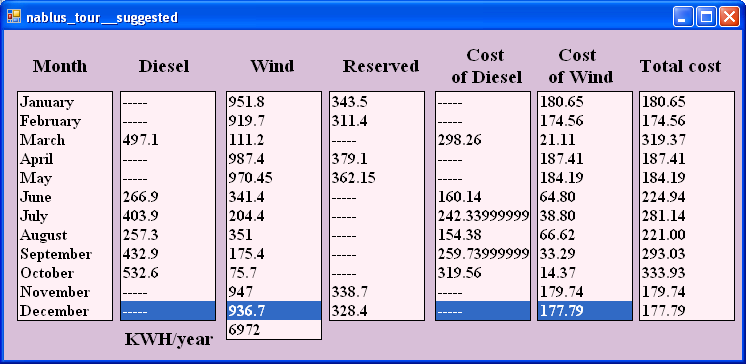 nablus_tour__suggested
Month Diesel Wind Reserved Cost of Diesel Cost of Wind Total cost
January ----- 951.8 343.5 ----- 180.65 180.65
February ----- 919.7 311.4 ----- 174.56 174.56
March 497.1 111.2 ----- 298.26 21.11 319.37
April ----- 987.4 379.1 ----- 187.41 187.41
May ----- 970.45 362.15 ----- 184.19 184.19
June 266.9 341.4 ----- 160.14 64.80 224.94
July 403.9 204.4 ----- 242.33999999 38.80 281.14
August 257.3 351 ----- 154.38 66.62 221.00
September 432.9 175.4 ----- 259.73999999 33.29 293.03
October 532.6 75.7 ----- 319.56 14.37 333.93
November ----- 947 338.7 ----- 179.74 179.74
December ----- 936.7 328.4 ----- 177.79 177.79
KWH/year 6972